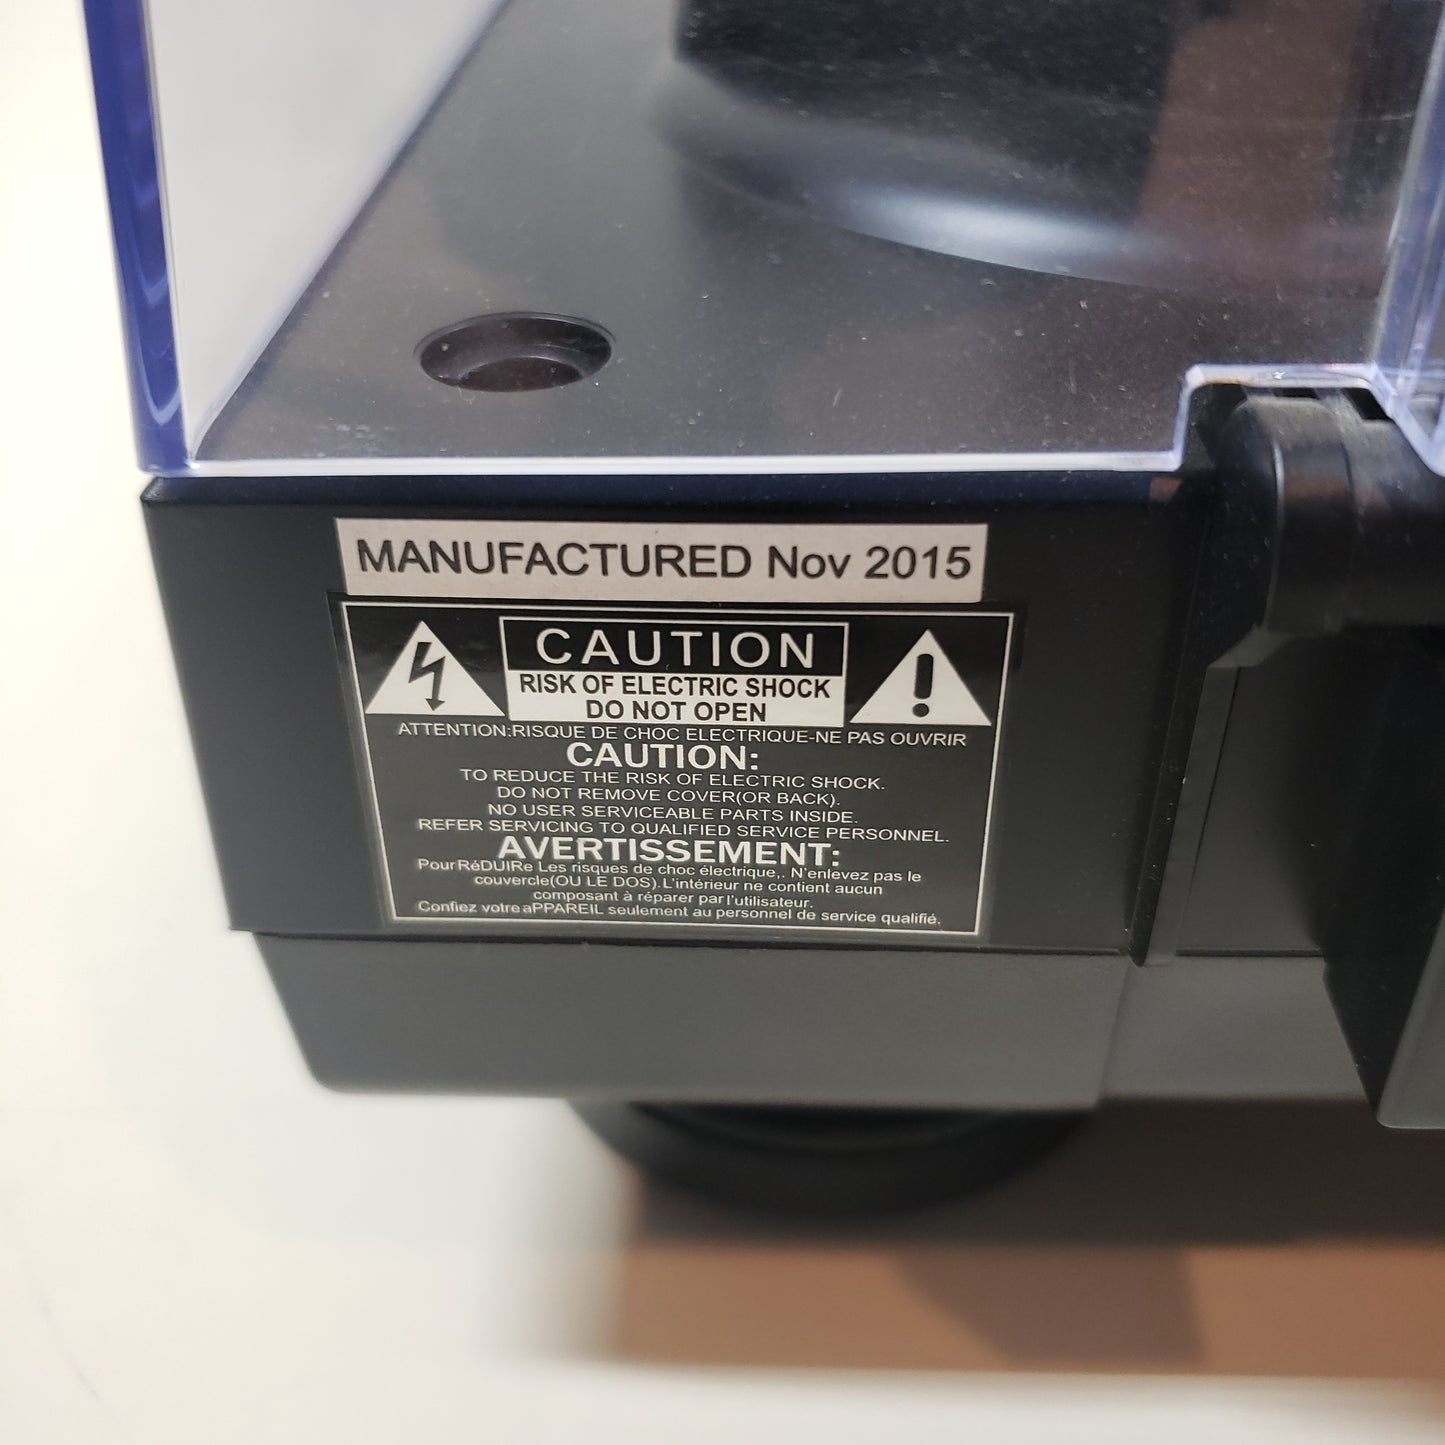 MANUFACTURED Nov 2015
CAUTION
RISK OF ELECTRIC SHOCK
DO NOT OPEN
ATTENTION:RISQUE DE CHOC ELECTRIQUE-NE PAS OUVRIR
CAUTION:
TO REDUCE THE RISK OF ELECTRIC SHOCK.
DO NOT REMOVE COVER(OR BACK).
NO USER SERVICEABLE PARTS INSIDE.
REFER SERVICING TO QUALIFIED SERVICE PERSONNEL.
AVERTISSEMENT:
PourRéDUIRe Les risques de choc électrique,. N'enlevez pas le
couvercle(OU LE DOS).L'intérieur ne contient aucun
composant à réparer par l'utilisateur.
Confiez votre aPPAREIL seulement au personnel de service qualifié.